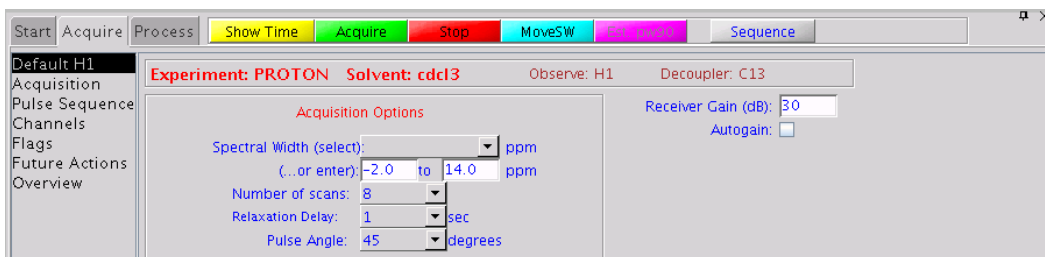 Start Acquire Process Show Time Acquire Stop MoveSW Est. pw90 Sequence
Default H1
Acquisition
Pulse Sequence
Channels
Flags
Future Actions
Overview
Experiment: PROTON Solvent: cdcl3 Observe: H1 Decoupler: C13
Acquisition Options
Spectral Width (select): ppm
(...or enter): -2.0 to 14.0 ppm
Number of scans: 8
Relaxation Delay: 1 sec
Pulse Angle: 45 degrees
Receiver Gain (dB): 30
Autogain: